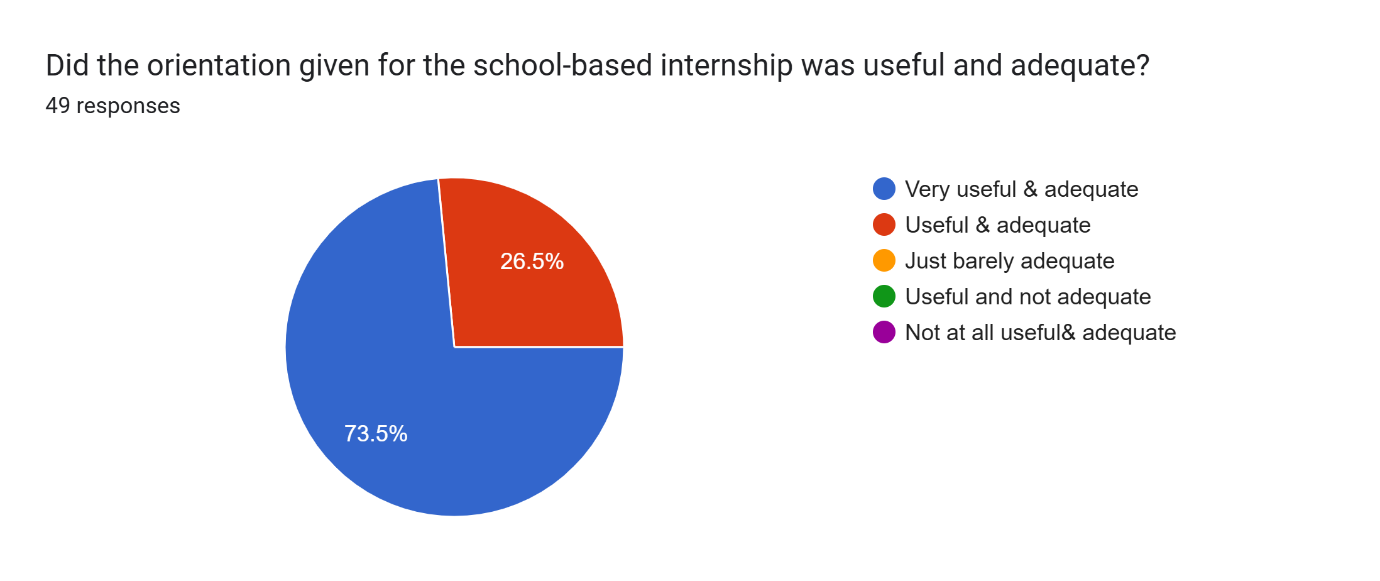 Did the orientation given for the school-based internship was useful and adequate?
49 responses
Very useful & adequate
Useful & adequate
Just barely adequate
Useful and not adequate
Not at all useful& adequate
26.5%
73.5%